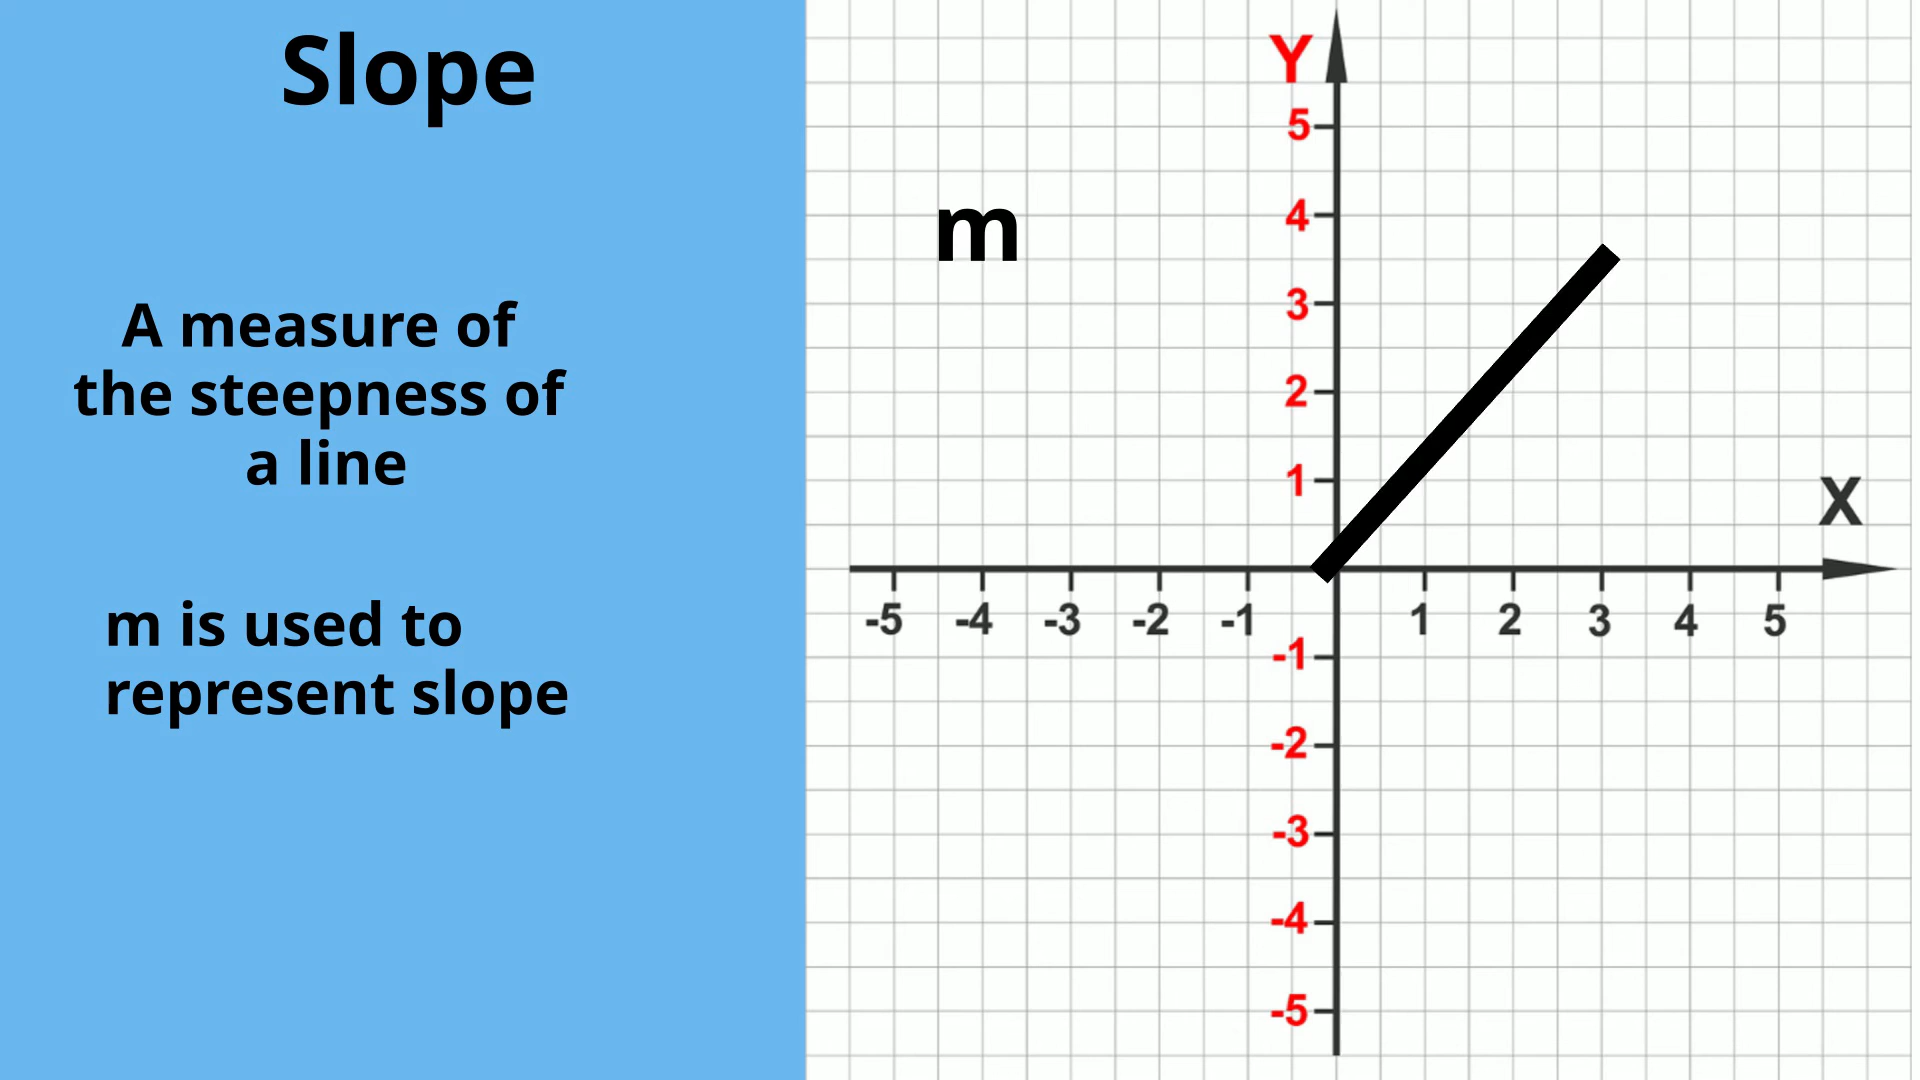 Slope
A measure of
the steepness of
a line
m is used to
represent slope
m
Y
5
4
3
2
1
X
-5 -4 -3 -2 -1 1 2 3 4 5
-1
-2
-3
-4
-5